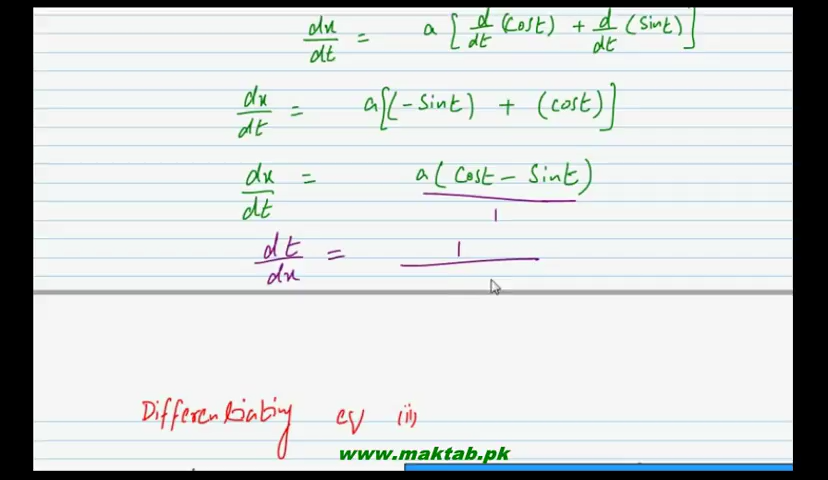 dx/dt = a [ d/dt (Cost) + d/dt (Sint) ]
dx/dt = a[(-Sint) + (cost)]
dx/dt = a ( Cost - Sint )
1
dt/dx = 1
Differentiating eq (ii)
www.maktab.pk